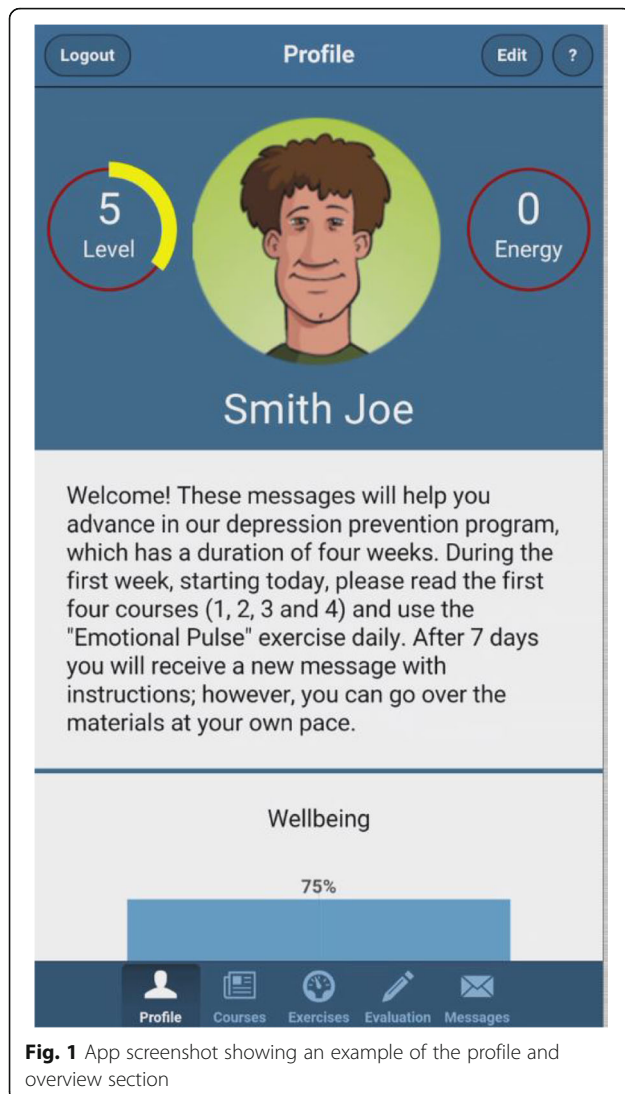 Logout Profile Edit ?
5 0
Level Energy
Smith Joe
Welcome! These messages will help you
advance in our depression prevention program,
which has a duration of four weeks. During the
first week, starting today, please read the first
four courses (1, 2, 3 and 4) and use the
"Emotional Pulse" exercise daily. After 7 days
you will receive a new message with
instructions; however, you can go over the
materials at your own pace.
Wellbeing
75%
Profile Courses Exercises Evaluation Messages
Fig. 1 App screenshot showing an example of the profile and
overview section